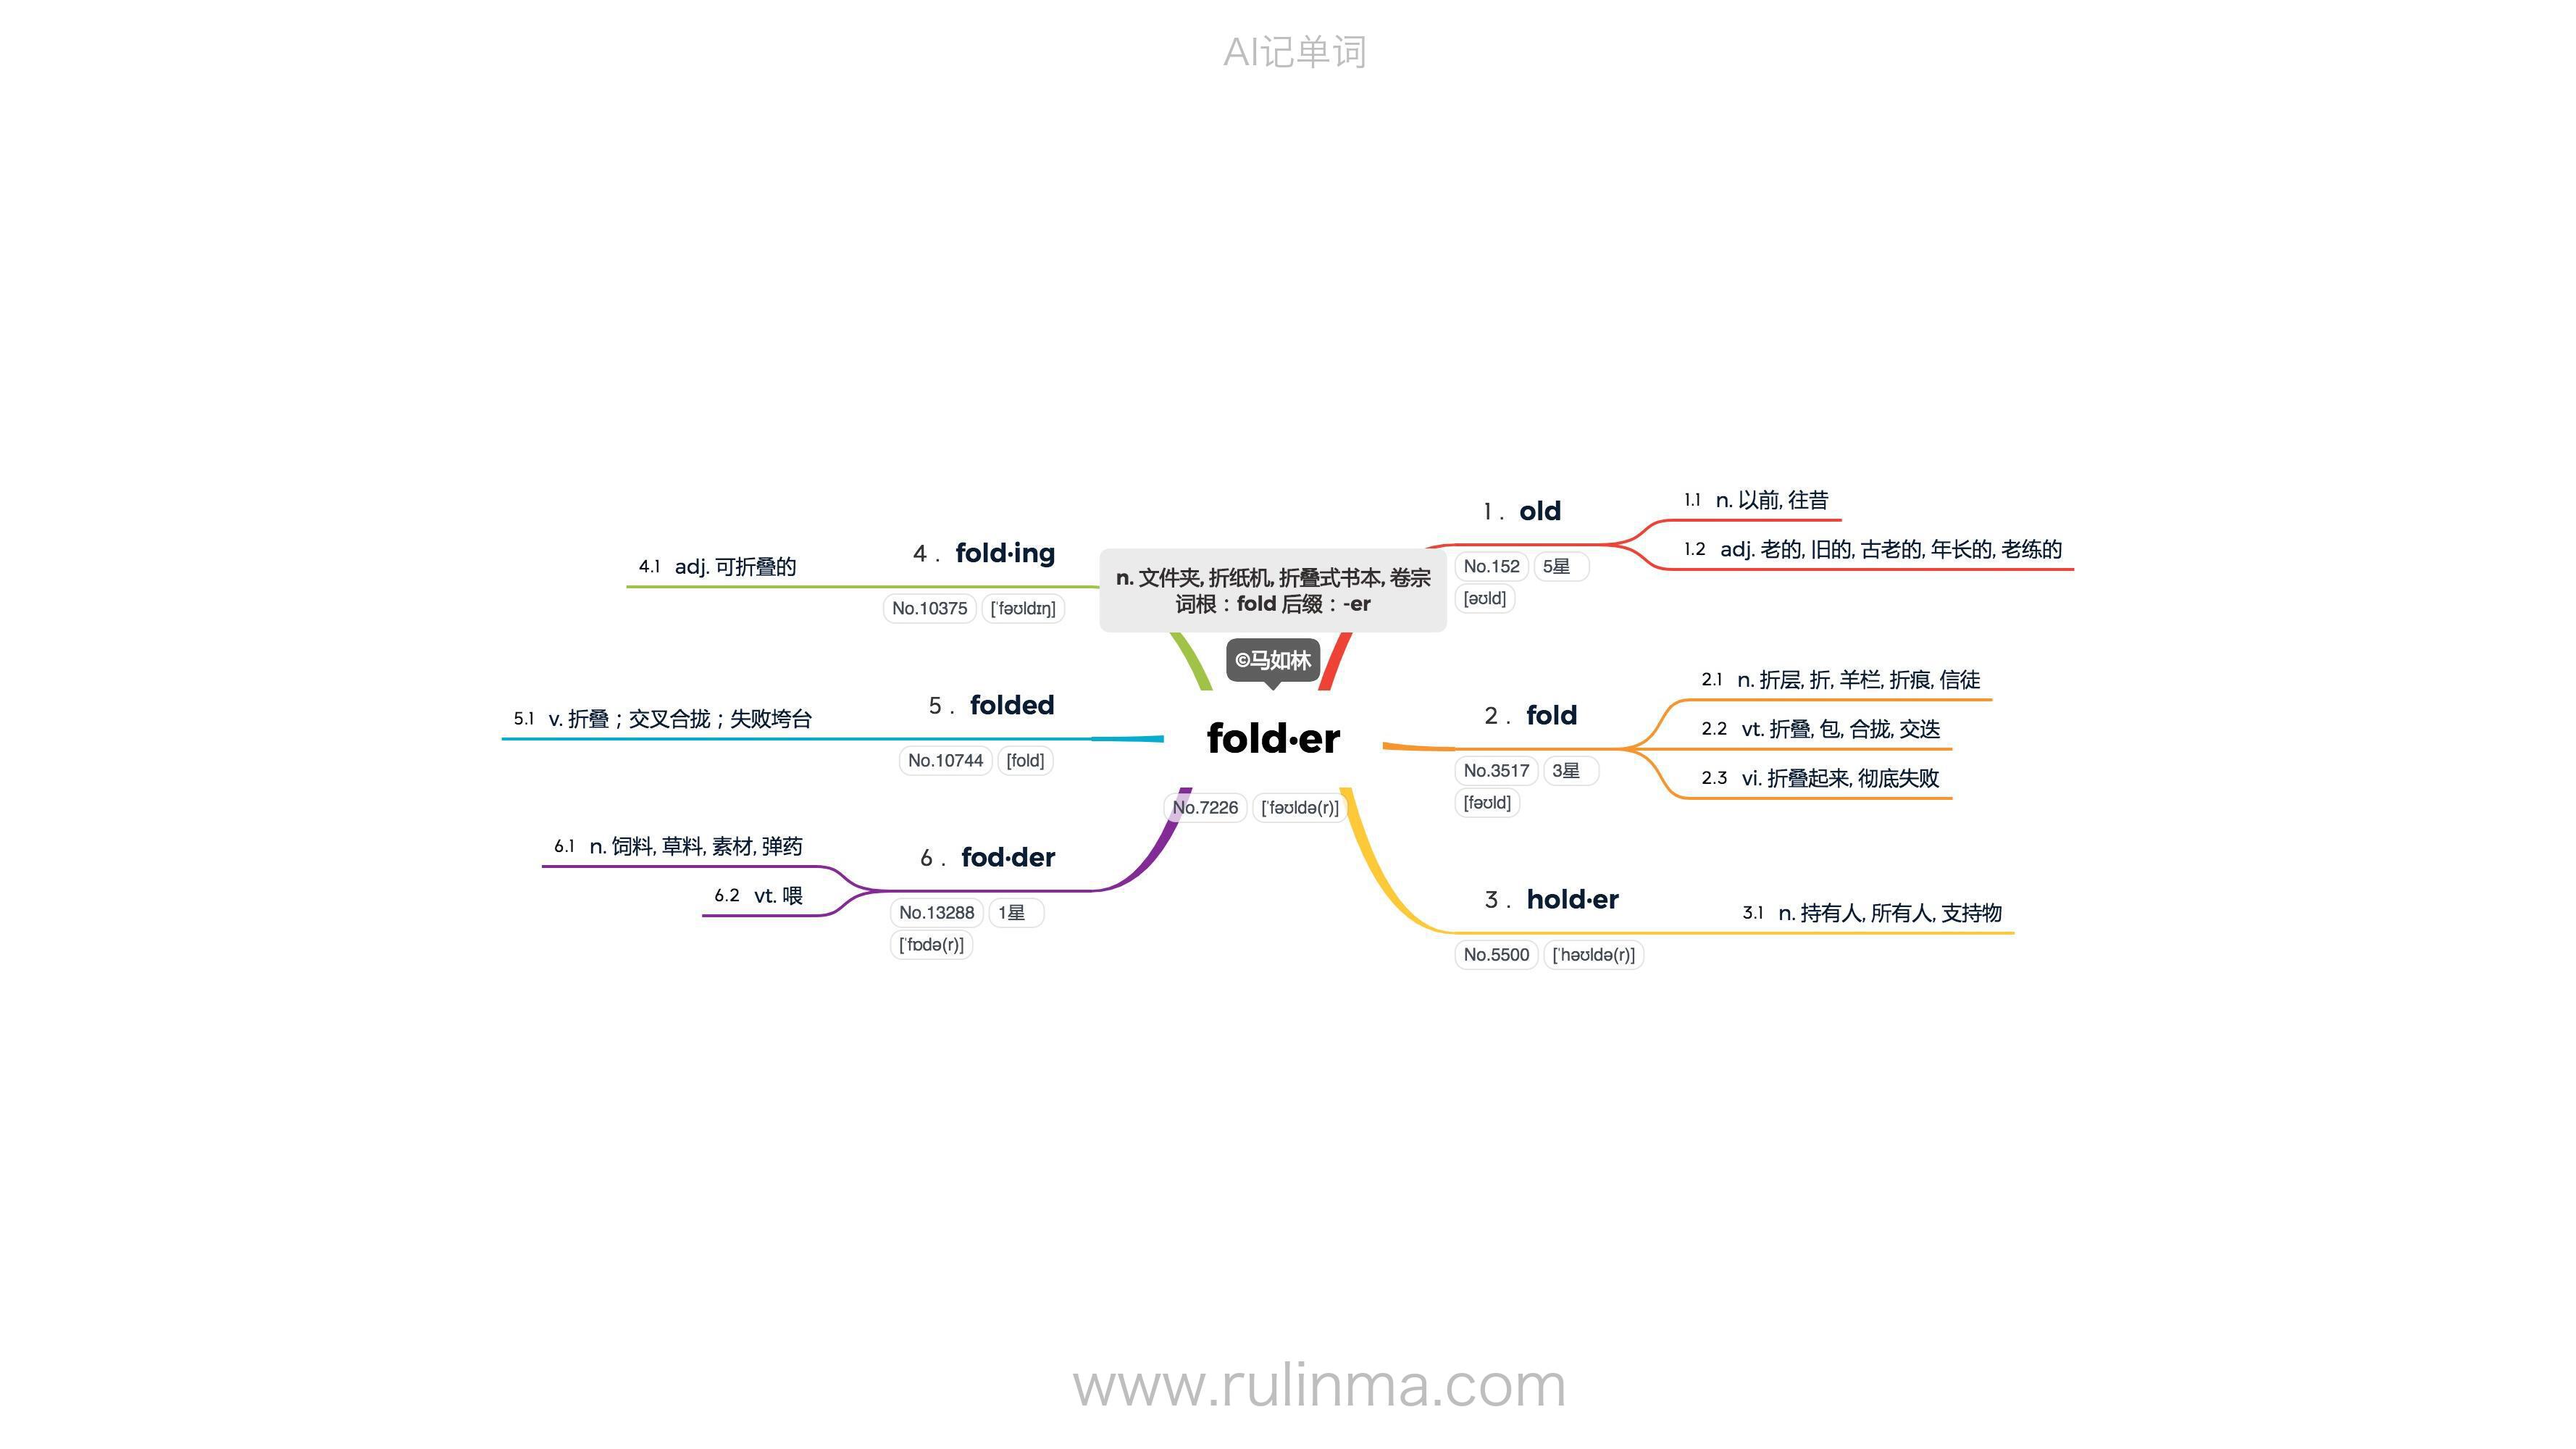 AI记单词
n. 文件夹, 折纸机, 折叠式书本, 卷宗
词根：fold 后缀：-er
©马如林
fold·er
No.7226 [ˈfəʊldə(r)]
1 . old
No.152 5星
[əʊld]
1.1 n. 以前, 往昔
1.2 adj. 老的, 旧的, 古老的, 年长的, 老练的
2 . fold
No.3517 3星
[fəʊld]
2.1 n. 折层, 折, 羊栏, 折痕, 信徒
2.2 vt. 折叠, 包, 合拢, 交迭
2.3 vi. 折叠起来, 彻底失败
3 . hold·er
No.5500 [ˈhəʊldə(r)]
3.1 n. 持有人, 所有人, 支持物
4 . fold·ing
No.10375 [ˈfəʊldɪŋ]
4.1 adj. 可折叠的
5 . folded
No.10744 [fold]
5.1 v. 折叠；交叉合拢；失败垮台
6 . fod·der
No.13288 1星
[ˈfɒdə(r)]
6.1 n. 饲料, 草料, 素材, 弹药
6.2 vt. 喂
www.rulinma.com